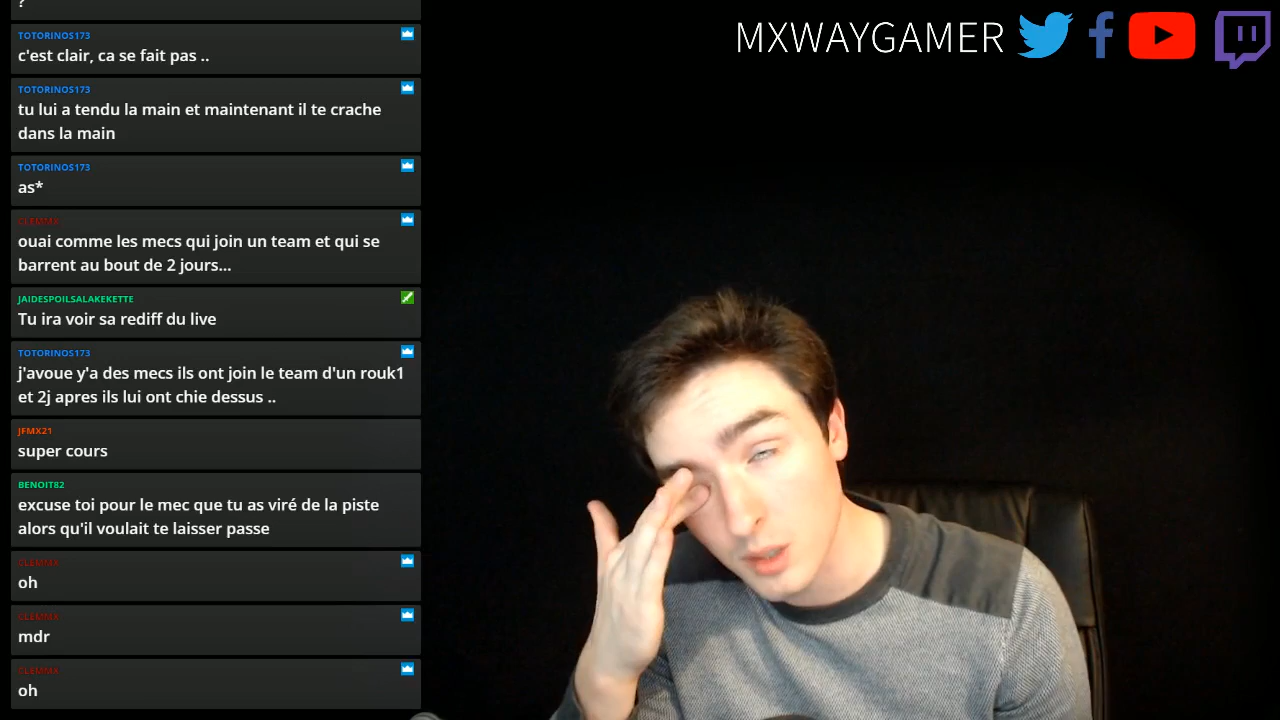 ?
MXWAYGAMER
TOTORINOS173
c'est clair, ca se fait pas ..
TOTORINOS173
tu lui a tendu la main et maintenant il te crache
dans la main
TOTORINOS173
as*
CLEMMX
ouai comme les mecs qui join un team et qui se
barrent au bout de 2 jours...
JAIDESPOILSALAKEKETTE
Tu ira voir sa rediff du live
TOTORINOS173
j'avoue y'a des mecs ils ont join le team d'un rouk1
et 2j apres ils lui ont chie dessus ..
JFMX21
super cours
BENOIT82
excuse toi pour le mec que tu as viré de la piste
alors qu'il voulait te laisser passe
CLEMMX
oh
CLEMMX
mdr
CLEMMX
oh